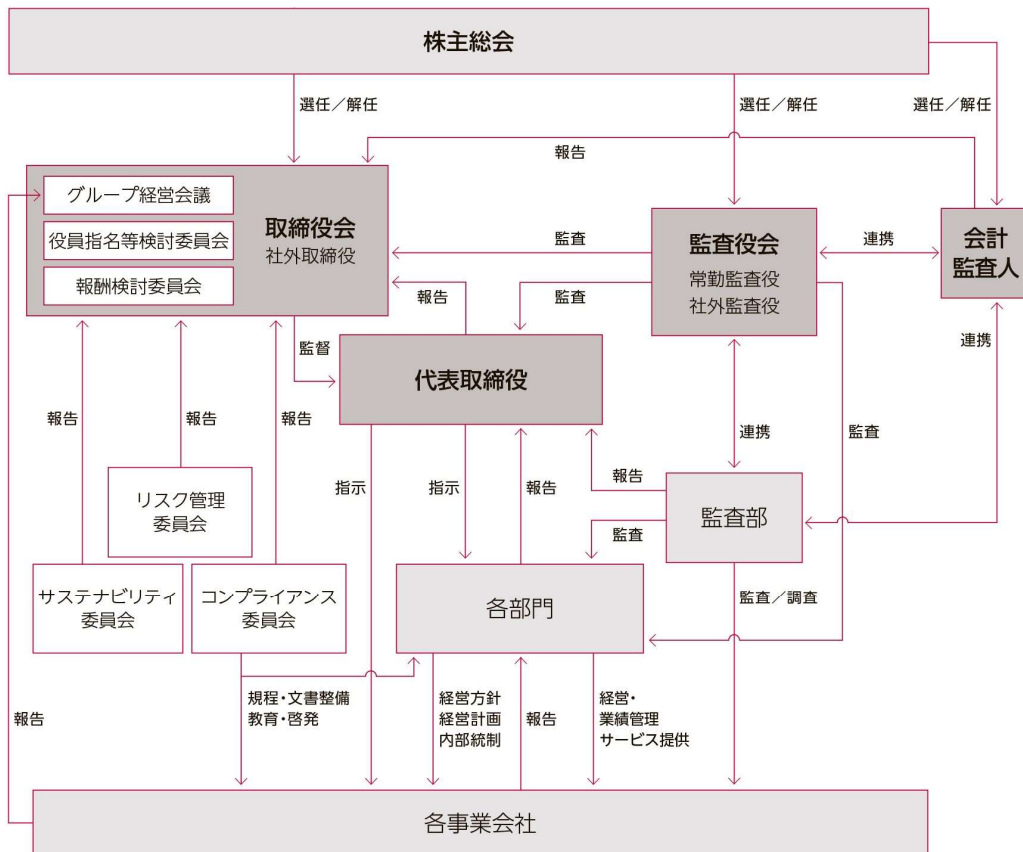 株主総会
選任／解任
選任／解任
選任／解任
報告
グループ経営会議
役員指名等検討委員会
報酬検討委員会
取締役会
社外取締役
監査
監査役会
常勤監査役
社外監査役
連携
会計
監査人
監査
報告
監督
代表取締役
連携
報告
報告
報告
連携
監査
リスク管理
委員会
指示
指示
報告
報告
監査部
監査
サステナビリティ
委員会
コンプライアンス
委員会
各部門
監査／調査
報告
規程・文書整備
教育・啓発
経営方針
経営計画
内部統制
報告
経営・
業績管理
サービス提供
各事業会社